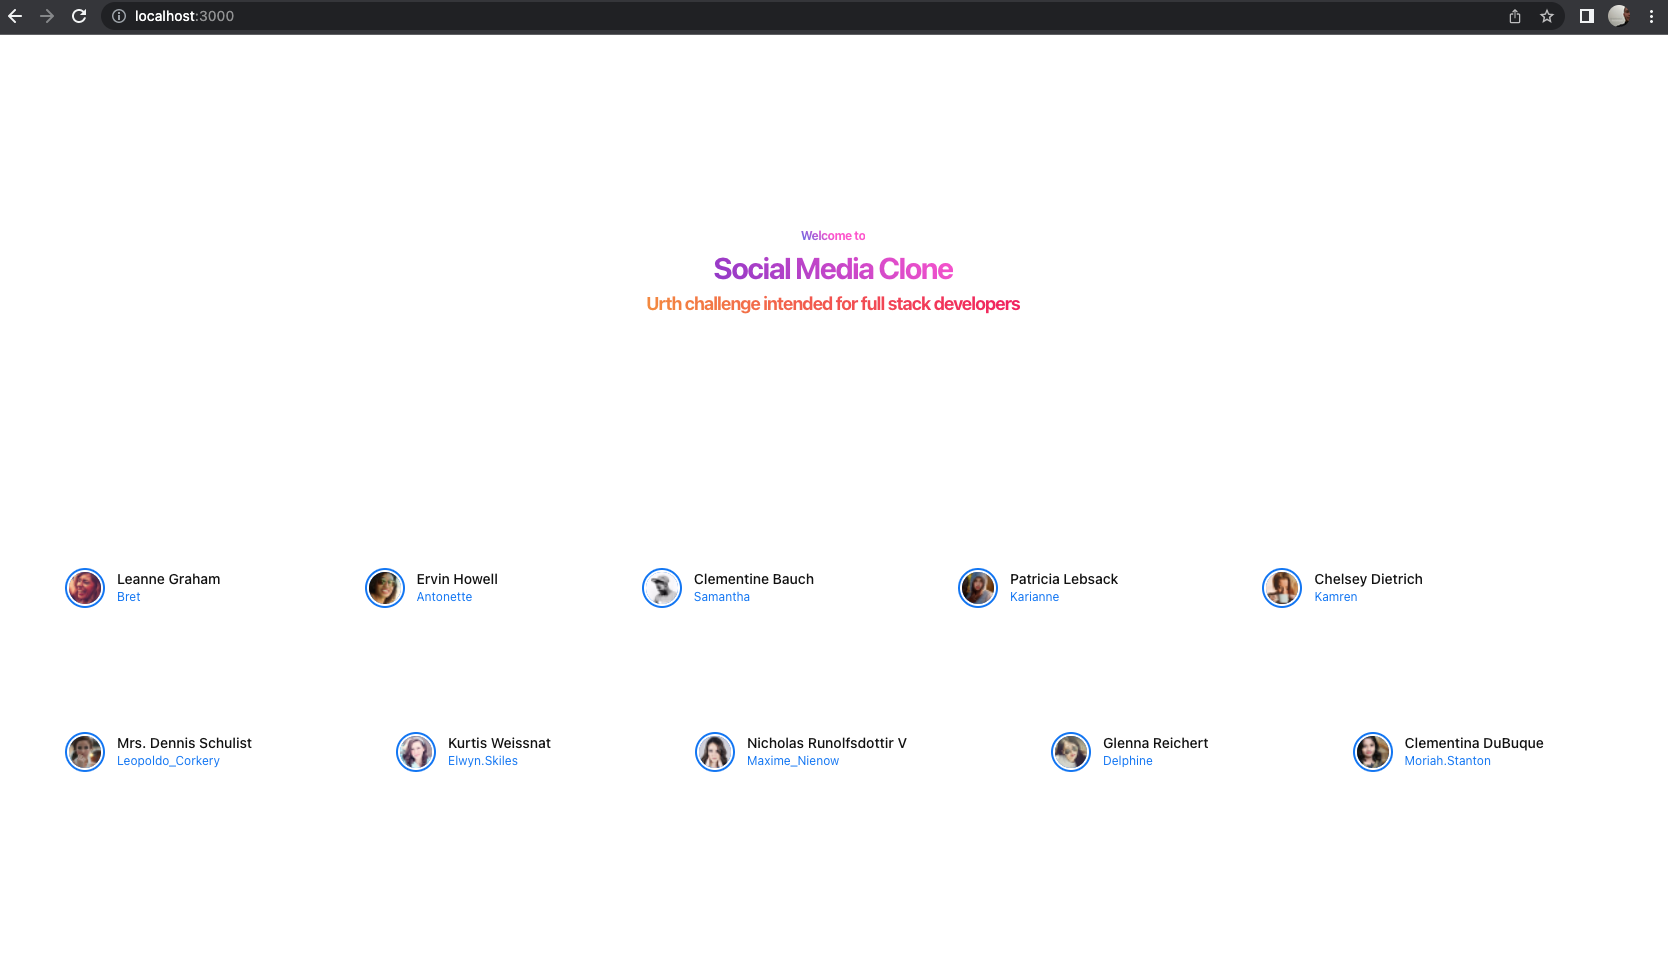 localhost:3000
Welcome to
Social Media Clone
Urth challenge intended for full stack developers
Leanne Graham
Bret
Ervin Howell
Antonette
Clementine Bauch
Samantha
Patricia Lebsack
Karianne
Chelsey Dietrich
Kamren
Mrs. Dennis Schulist
Leopoldo_Corkery
Kurtis Weissnat
Elwyn.Skiles
Nicholas Runolfsdottir V
Maxime_Nienow
Glenna Reichert
Delphine
Clementina DuBuque
Moriah.Stanton